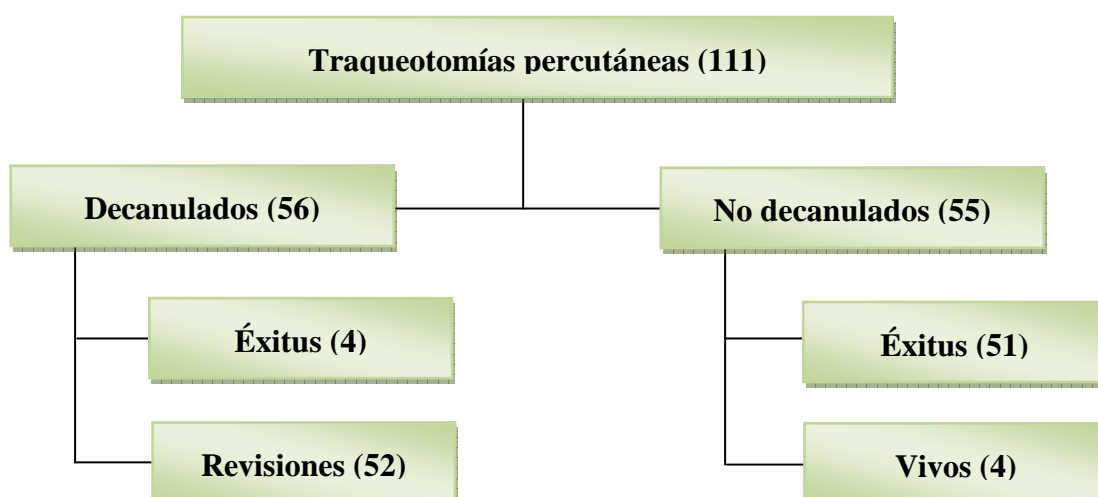 Traqueotomías percutáneas (111)
Decanulados (56)
No decanulados (55)
Éxitus (4)
Éxitus (51)
Revisiones (52)
Vivos (4)